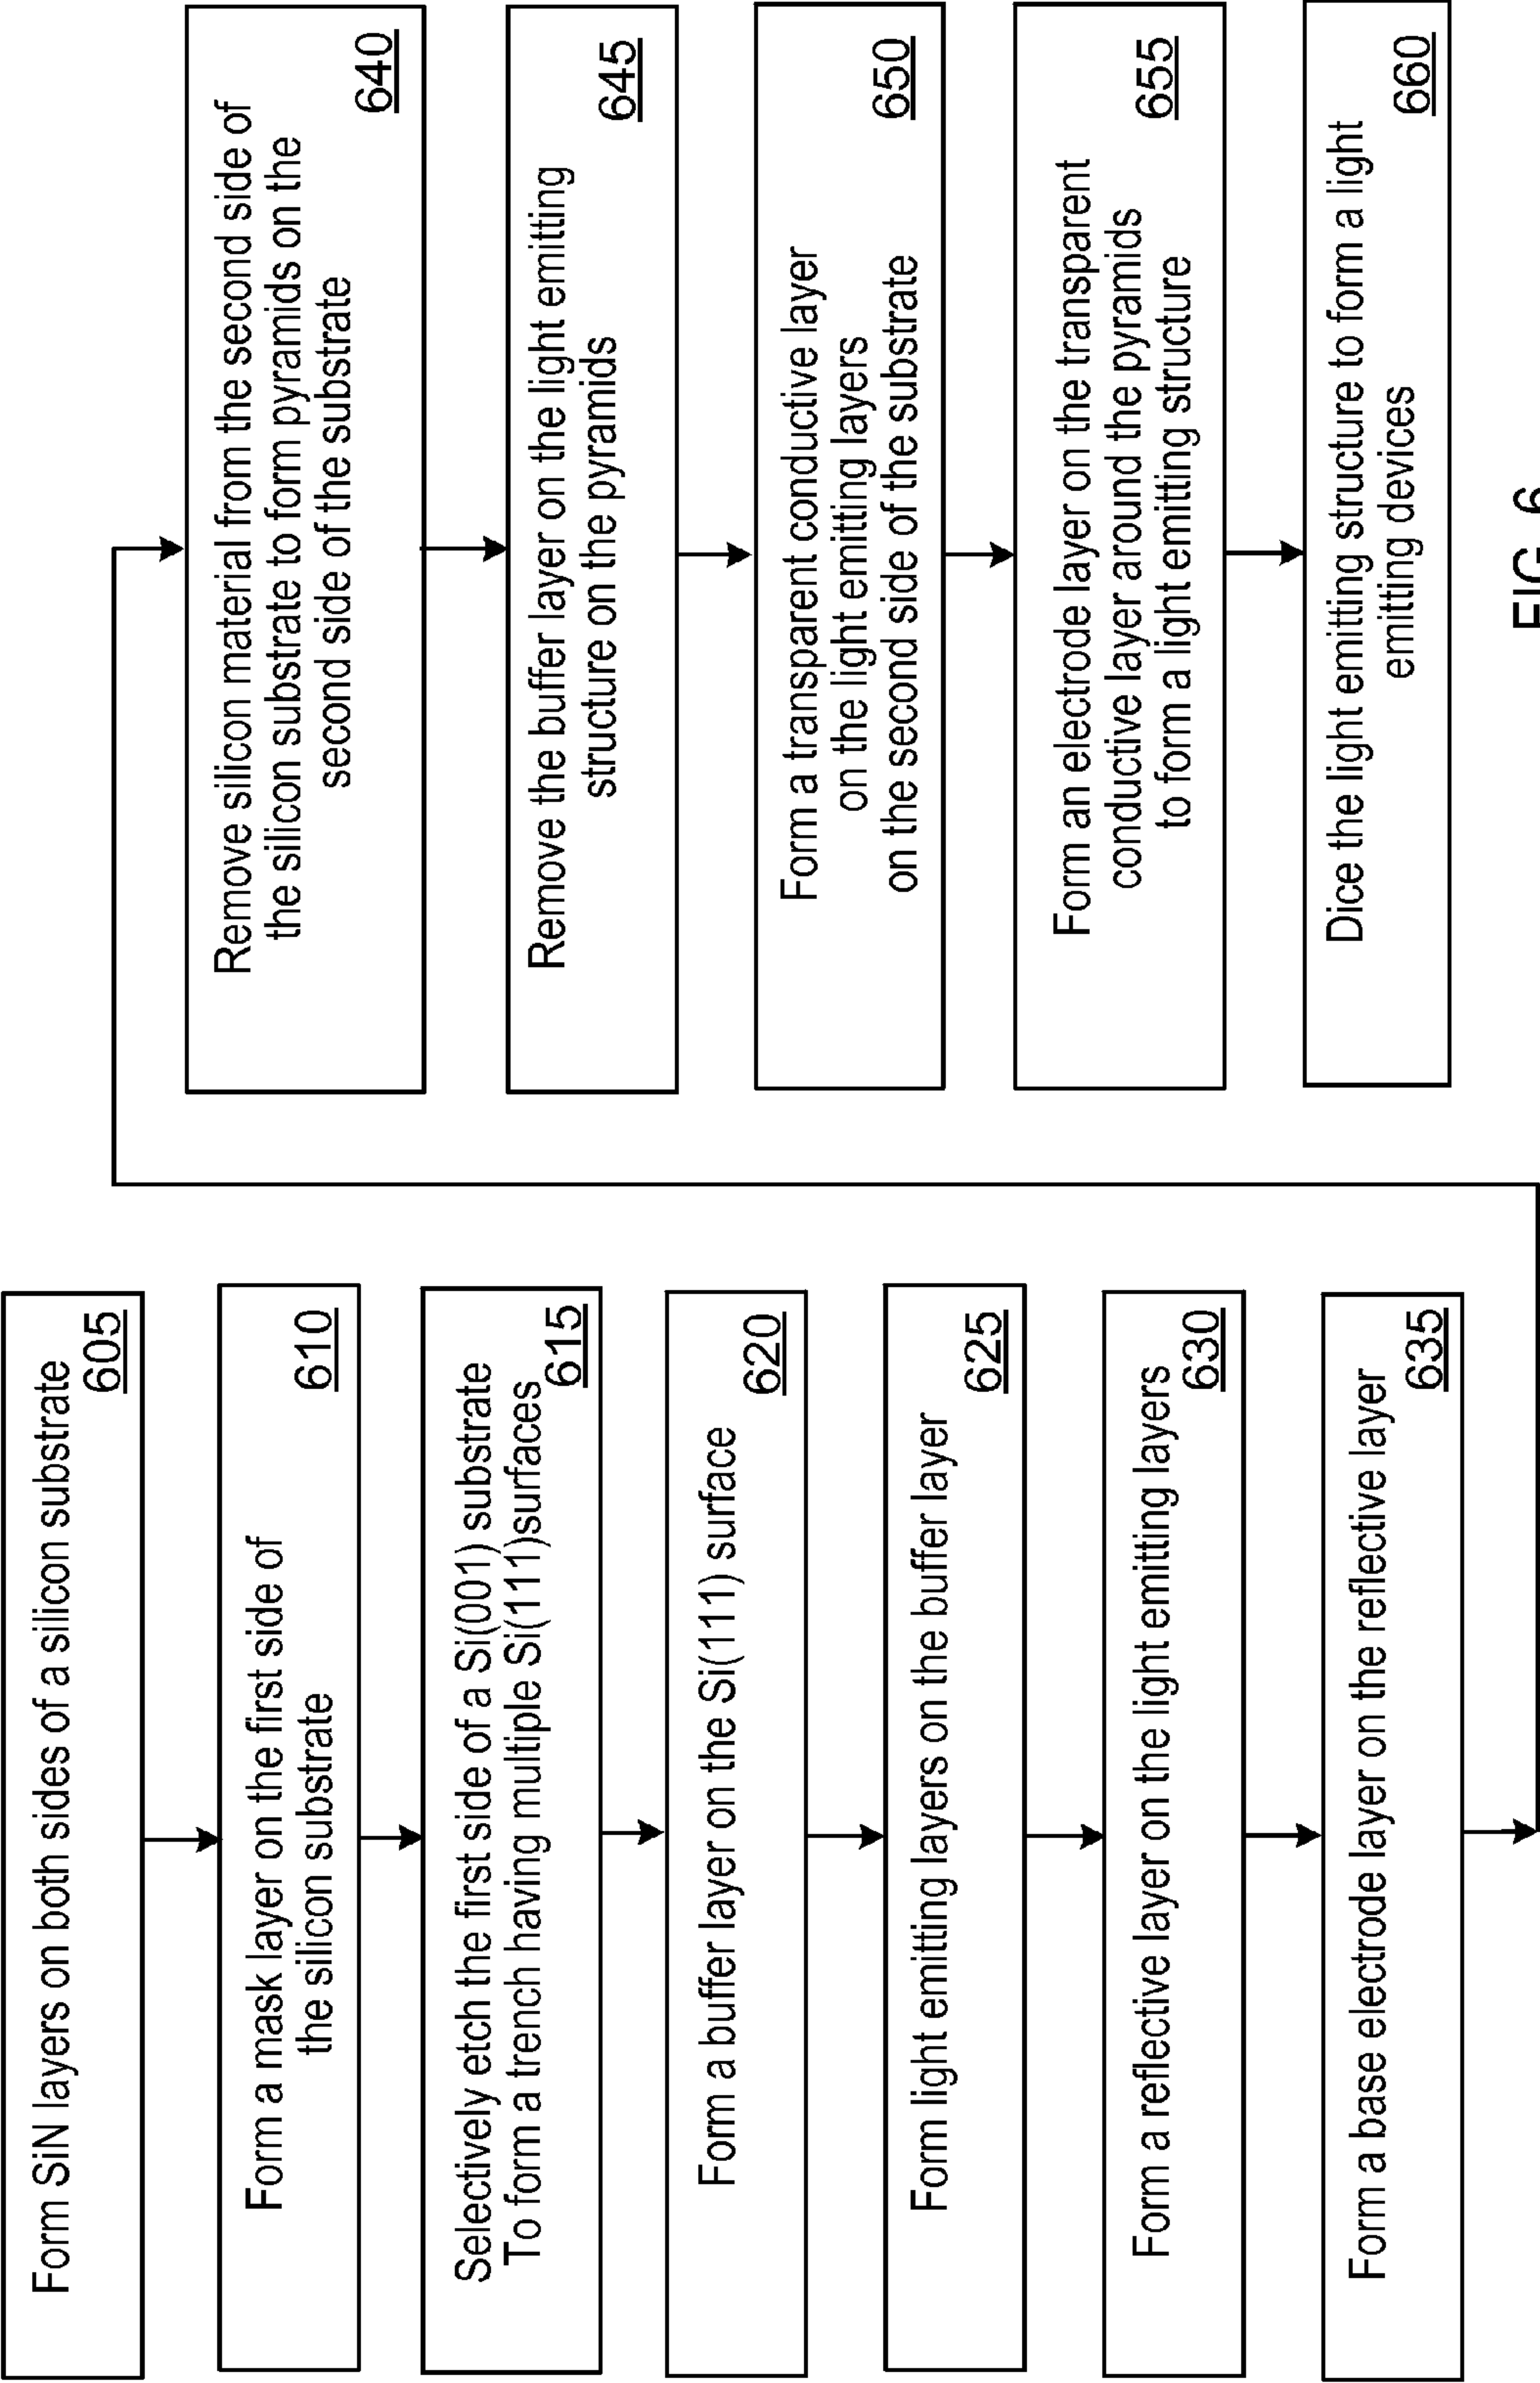 Form SiN layers on both sides of a silicon substrate
605
Form a mask layer on the first side of
the silicon substrate
610
Selectively etch the first side of a Si(001) substrate
To form a trench having multiple Si(111)surfaces
615
Form a buffer layer on the Si(111) surface
620
Form light emitting layers on the buffer layer
625
Form a reflective layer on the light emitting layers
630
Form a base electrode layer on the reflective layer
635
Remove silicon material from the second side of
the silicon substrate to form pyramids on the
second side of the substrate
640
Remove the buffer layer on the light emitting
structure on the pyramids
645
Form a transparent conductive layer
on the light emitting layers
on the second side of the substrate
650
Form an electrode layer on the transparent
conductive layer around the pyramids
to form a light emitting structure
655
Dice the light emitting structure to form a light
emitting devices
660
FIG. 6